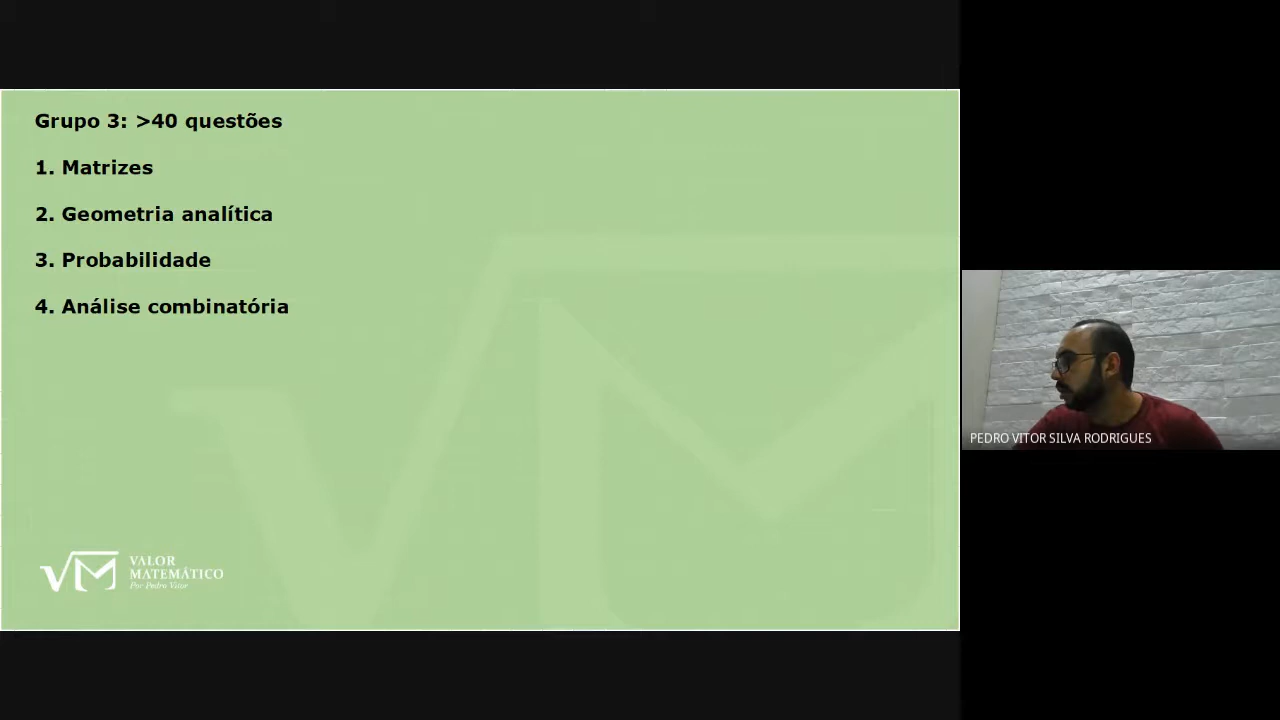 Grupo 3: >40 questões
1. Matrizes
2. Geometria analítica
3. Probabilidade
4. Análise combinatória
VALOR
MATEMÁTICO
Por Pedro Vitor
PEDRO VITOR SILVA RODRIGUES